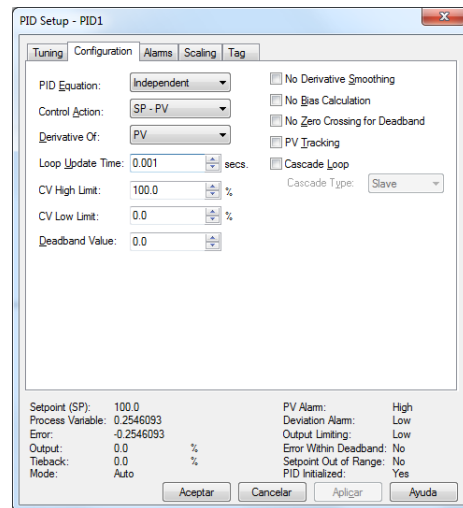 PID Setup - PID1
Tuning Configuration Alarms Scaling Tag
PID Equation: Independent
Control Action: SP - PV
Derivative Of: PV
Loop Update Time: 0.001 secs.
CV High Limit: 100.0 %
CV Low Limit: 0.0 %
Deadband Value: 0.0
No Derivative Smoothing
No Bias Calculation
No Zero Crossing for Deadband
PV Tracking
Cascade Loop
Cascade Type: Slave
Setpoint (SP): 100.0
Process Variable: 0.2546093
Error: -0.2546093
Output: 0.0 %
Tieback: 0.0 %
Mode: Auto
PV Alarm: High
Deviation Alarm: Low
Output Limiting: Low
Error Within Deadband: No
Setpoint Out of Range: No
PID Initialized: Yes
Aceptar Cancelar Aplicar Ayuda